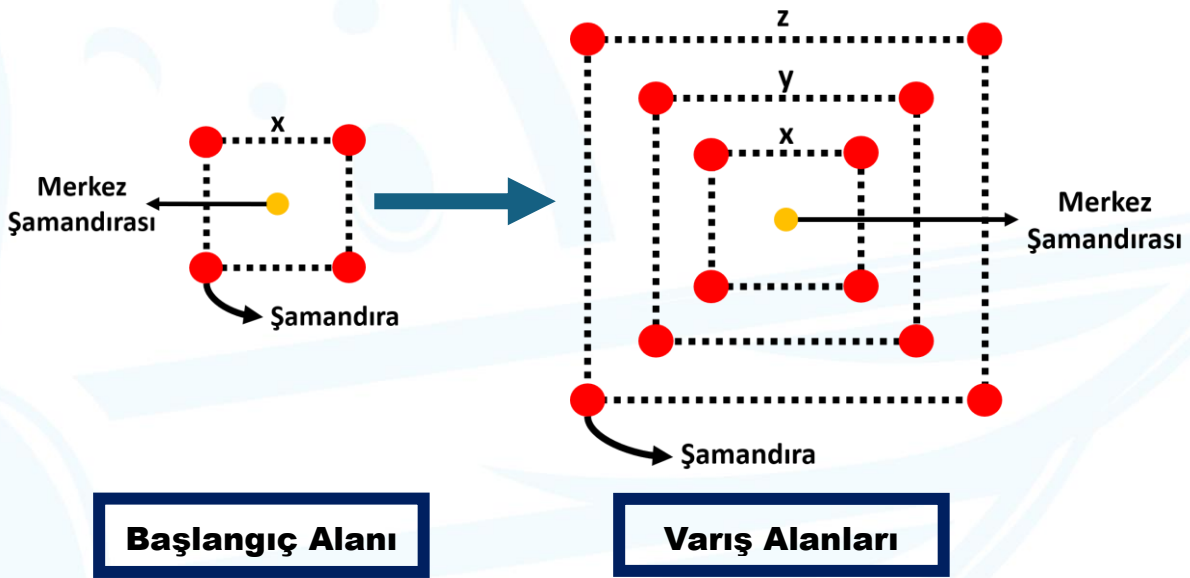 x
Merkez
Şamandırası
Şamandıra
Başlangıç Alanı
z
y
x
Merkez
Şamandırası
Şamandıra
Varış Alanları